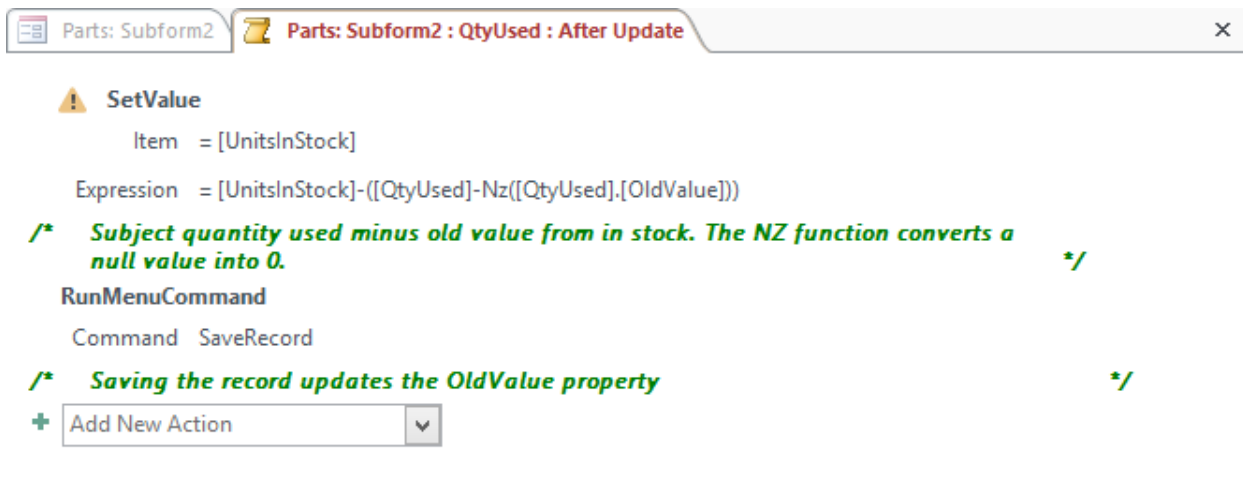 Parts: Subform2 Parts: Subform2 : QtyUsed : After Update
SetValue
Item = [UnitsInStock]
Expression = [UnitsInStock]-([QtyUsed]-Nz([QtyUsed].[OldValue]))
/* Subject quantity used minus old value from in stock. The NZ function converts a
null value into 0. */
RunMenuCommand
Command SaveRecord
/* Saving the record updates the OldValue property */
Add New Action